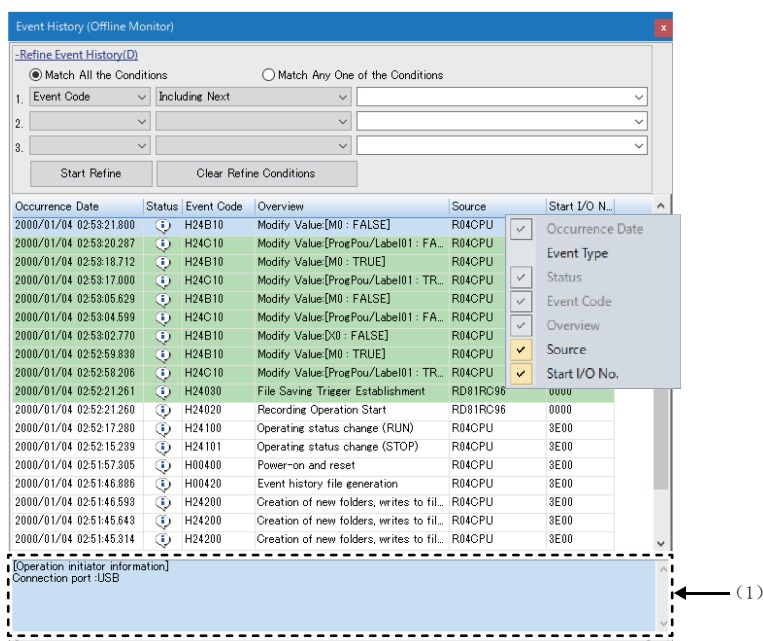 Event History (Offline Monitor)
x
-Refine Event History(D)
Match All the Conditions Match Any One of the Conditions
1. Event Code Including Next
2.
3.
Start Refine Clear Refine Conditions
Occurrence Date Status Event Code Overview Source Start I/O N...
2000/01/04 02:53:21.800 H24B10 Modify Value:[M0 : FALSE] R04CPU
2000/01/04 02:53:20.287 H24C10 Modify Value:[ProgPou/Label01 : FA... R04CPU
2000/01/04 02:53:18.712 H24B10 Modify Value:[M0 : TRUE] R04CPU
2000/01/04 02:53:17.000 H24C10 Modify Value:[ProgPou/Label01 : TR... R04CPU
2000/01/04 02:53:05.629 H24B10 Modify Value:[M0 : FALSE] R04CPU
2000/01/04 02:53:04.599 H24C10 Modify Value:[ProgPou/Label01 : FA... R04CPU
2000/01/04 02:53:02.770 H24B10 Modify Value:[X0 : FALSE] R04CPU
2000/01/04 02:52:59.838 H24B10 Modify Value:[M0 : TRUE] R04CPU
2000/01/04 02:52:58.206 H24C10 Modify Value:[ProgPou/Label01 : TR... R04CPU
2000/01/04 02:52:21.261 H24030 File Saving Trigger Establishment RD81RC96 0000
2000/01/04 02:52:21.260 H24020 Recording Operation Start RD81RC96 0000
2000/01/04 02:52:17.280 H24100 Operating status change (RUN) R04CPU 3E00
2000/01/04 02:52:15.239 H24101 Operating status change (STOP) R04CPU 3E00
2000/01/04 02:51:57.305 H00400 Power-on and reset R04CPU 3E00
2000/01/04 02:51:46.886 H00420 Event history file generation R04CPU 3E00
2000/01/04 02:51:46.593 H24200 Creation of new folders, writes to fil... R04CPU 3E00
2000/01/04 02:51:45.643 H24200 Creation of new folders, writes to fil... R04CPU 3E00
2000/01/04 02:51:45.314 H24200 Creation of new folders, writes to fil... R04CPU 3E00
Occurrence Date
Event Type
Status
Event Code
Overview
Source
Start I/O No.
[Operation initiator information]
Connection port :USB
(1)